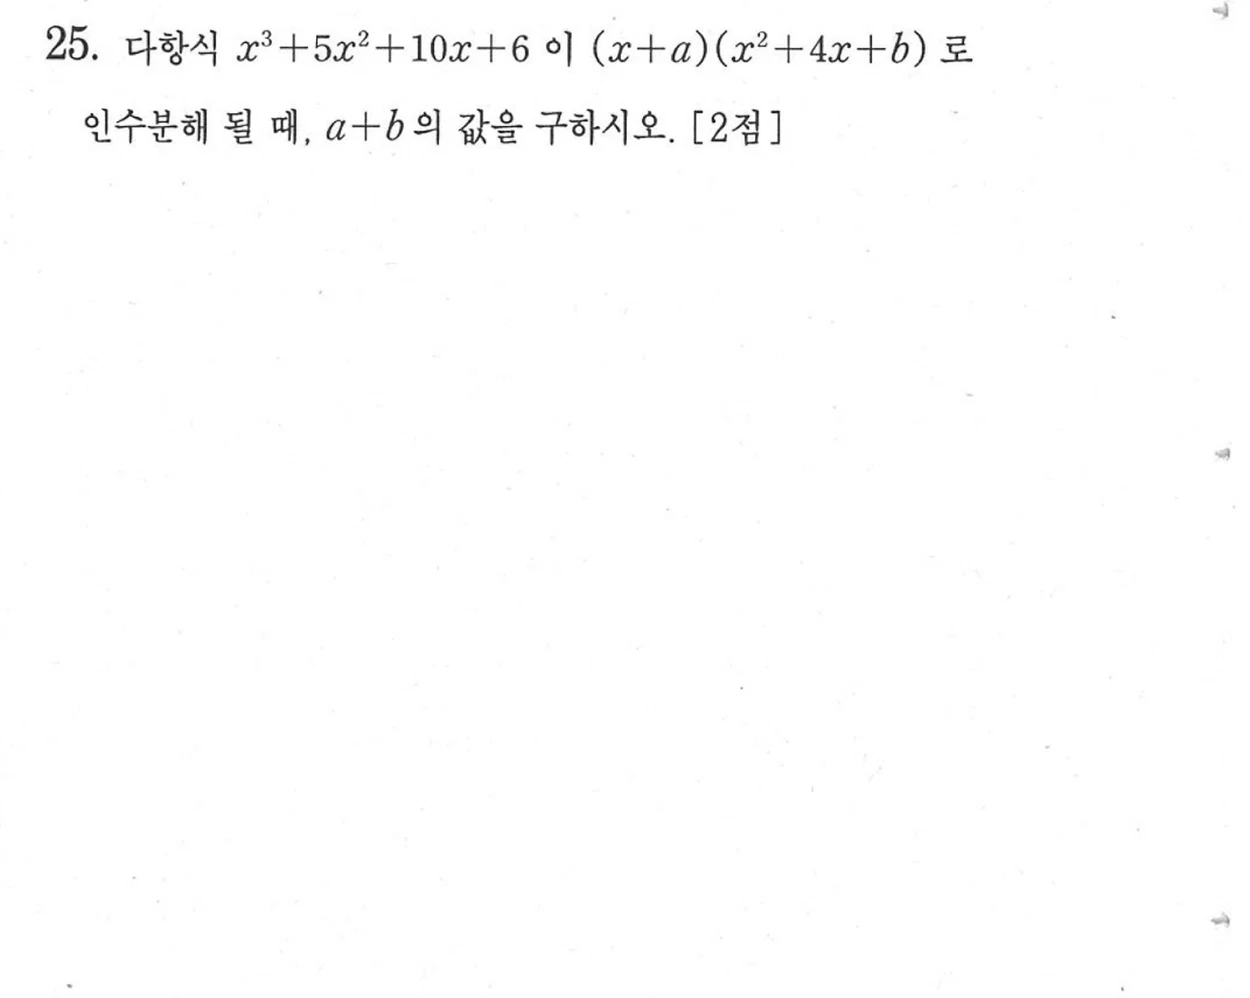 25. 다항식 x³+5x²+10x+6 이 (x+a)(x²+4x+b) 로
인수분해 될 때, a+b의 값을 구하시오. [2점]